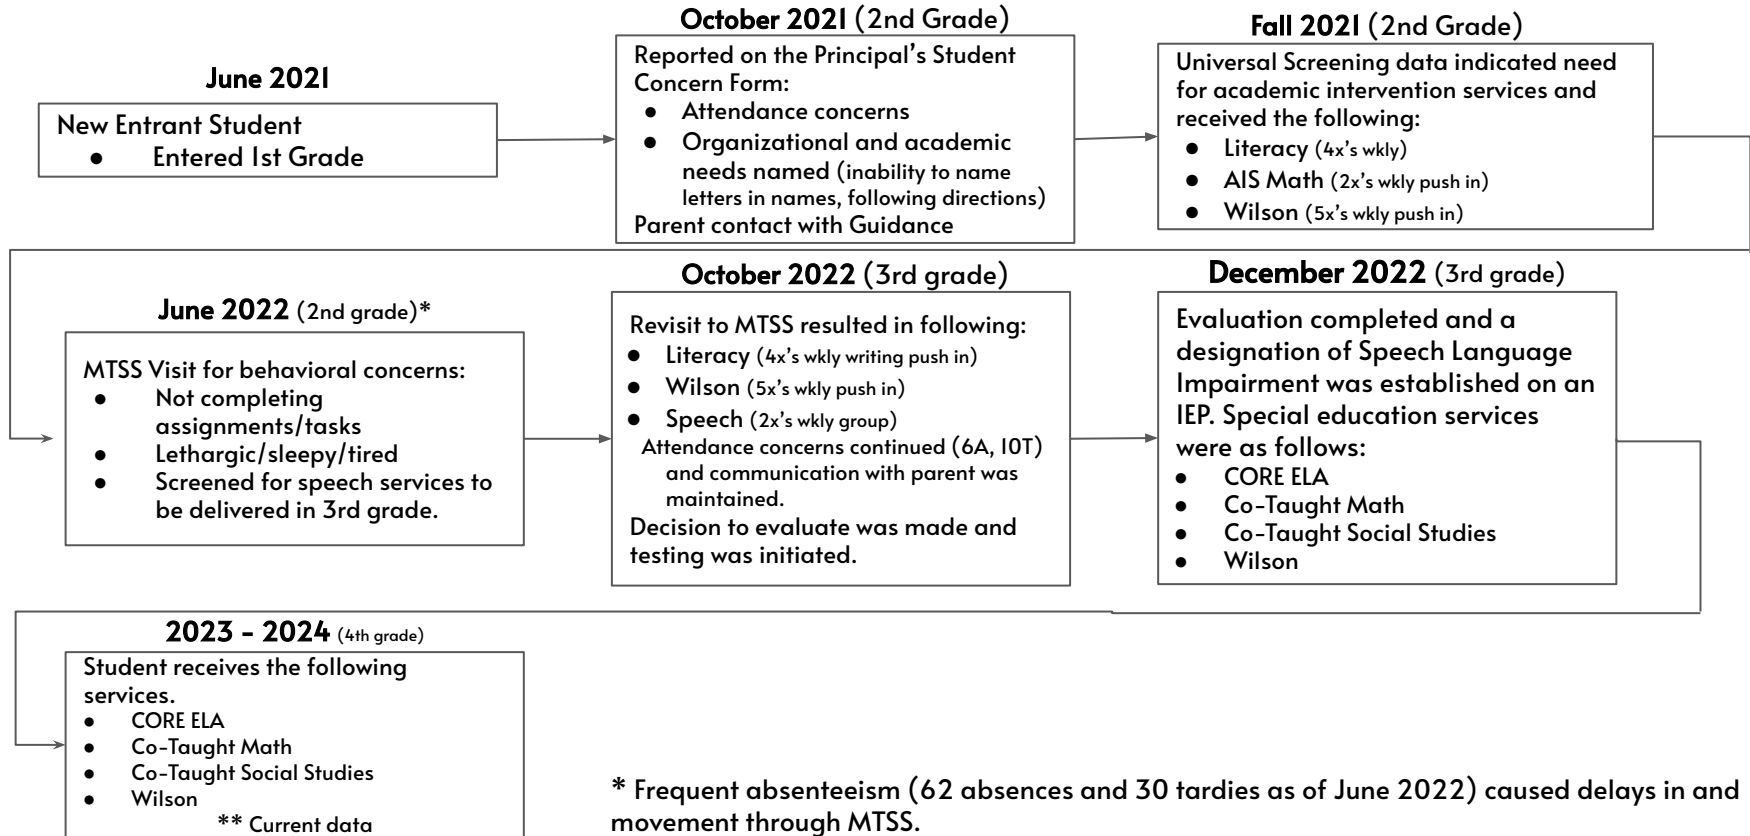 June 2021
New Entrant Student
● Entered 1st Grade
October 2021 (2nd Grade)
Reported on the Principal's Student
Concern Form:
● Attendance concerns
● Organizational and academic
needs named (inability to name
letters in names, following directions)
Parent contact with Guidance
Fall 2021 (2nd Grade)
Universal Screening data indicated need
for academic intervention services and
received the following:
● Literacy (4x's wkly)
● AIS Math (2x's wkly push in)
● Wilson (5x's wkly push in)
June 2022 (2nd grade)*
MTSS Visit for behavioral concerns:
● Not completing
assignments/tasks
● Lethargic/sleepy/tired
● Screened for speech services to
be delivered in 3rd grade.
October 2022 (3rd grade)
Revisit to MTSS resulted in following:
● Literacy (4x's wkly writing push in)
● Wilson (5x's wkly push in)
● Speech (2x's wkly group)
Attendance concerns continued (6A, 10T)
and communication with parent was
maintained.
Decision to evaluate was made and
testing was initiated.
December 2022 (3rd grade)
Evaluation completed and a
designation of Speech Language
Impairment was established on an
IEP. Special education services
were as follows:
● CORE ELA
● Co-Taught Math
● Co-Taught Social Studies
● Wilson
2023 - 2024 (4th grade)
Student receives the following
services.
● CORE ELA
● Co-Taught Math
● Co-Taught Social Studies
● Wilson
** Current data
* Frequent absenteeism (62 absences and 30 tardies as of June 2022) caused delays in and
movement through MTSS.